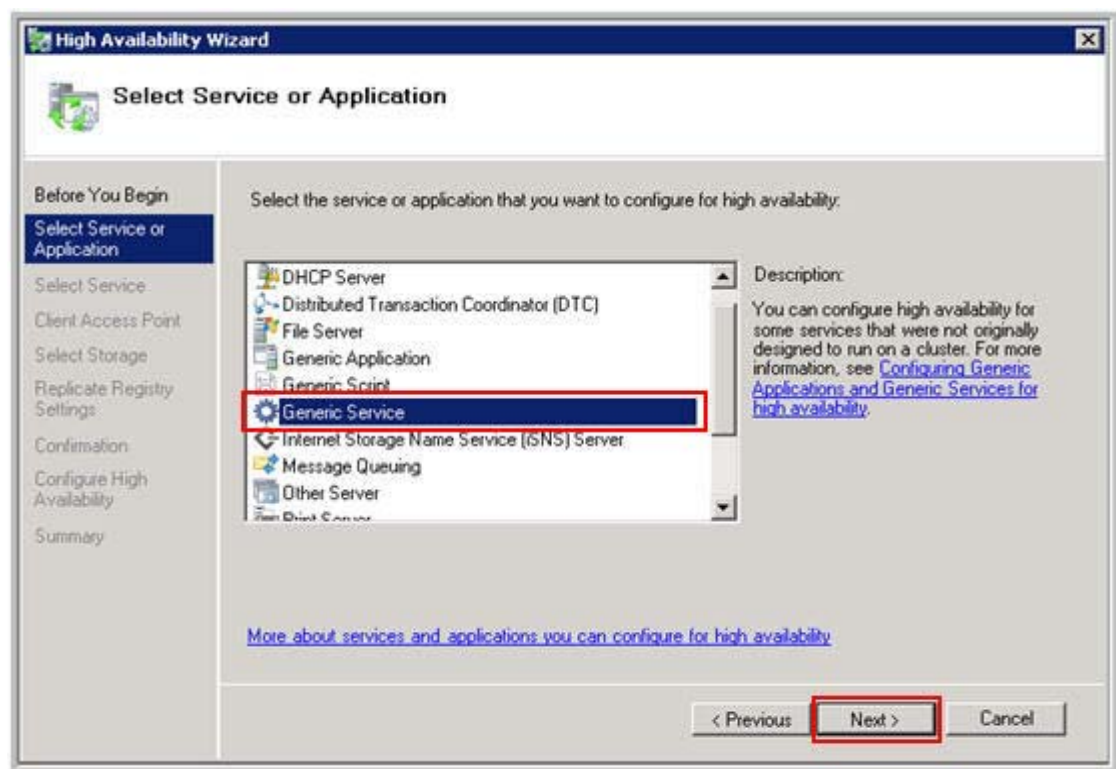 High Availability Wizard
Select Service or Application
Before You Begin
Select Service or
Application
Select Service
Client Access Point
Select Storage
Replicate Registry
Settings
Confirmation
Configure High
Availability
Summary
Select the service or application that you want to configure for high availability:
DHCP Server
Distributed Transaction Coordinator (DTC)
File Server
Generic Application
Generic Script
Generic Service
Internet Storage Name Service (iSNS) Server
Message Queuing
Other Server
Print Server
Description:
You can configure high availability for
some services that were not originally
designed to run on a cluster. For more
information, see Configuring Generic
Applications and Generic Services for
high availability.
More about services and applications you can configure for high availability
< Previous
Next >
Cancel